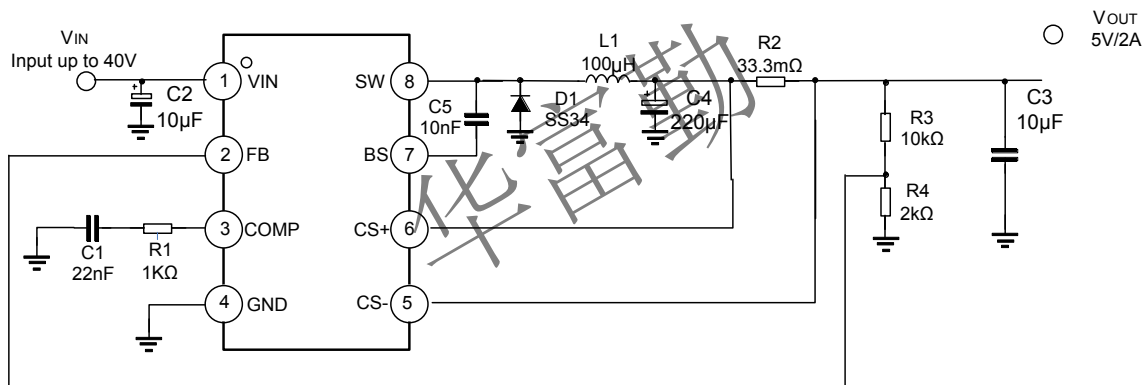 VIN
Input up to 40V
C2
10μF
1
VIN
2
FB
3
COMP
4
GND
SW
8
BS
7
CS+
6
CS-
5
C1
22nF
R1
1KΩ
C5
10nF
D1
SS34
L1
100μH
C4
220μF
R2
33.3mΩ
R3
10kΩ
R4
2kΩ
C3
10μF
VOUT
5V/2A
华富勤